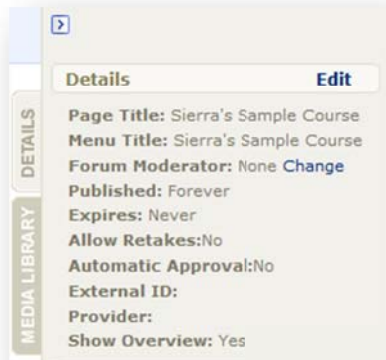 Details Edit
DETAILS
Page Title: Sierra's Sample Course
Menu Title: Sierra's Sample Course
Forum Moderator: None Change
Published: Forever
Expires: Never
Allow Retakes:No
Automatic Approval:No
External ID:
Provider:
Show Overview: Yes
MEDIA LIBRARY